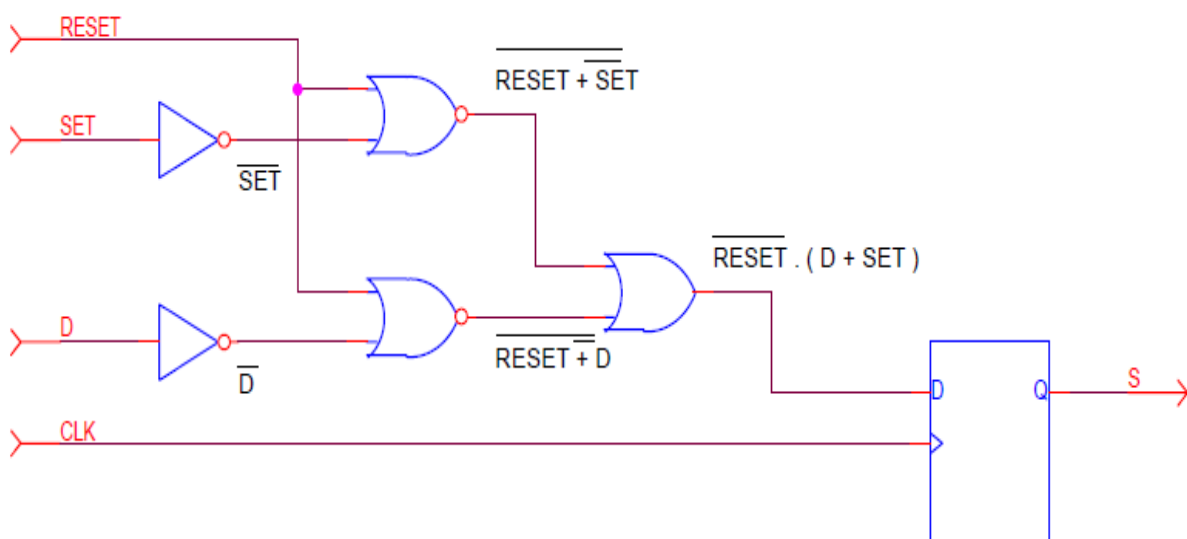 RESET
RESET + SET
SET
SET
RESET . ( D + SET )
D
RESET + D
D
D
Q
S
CLK